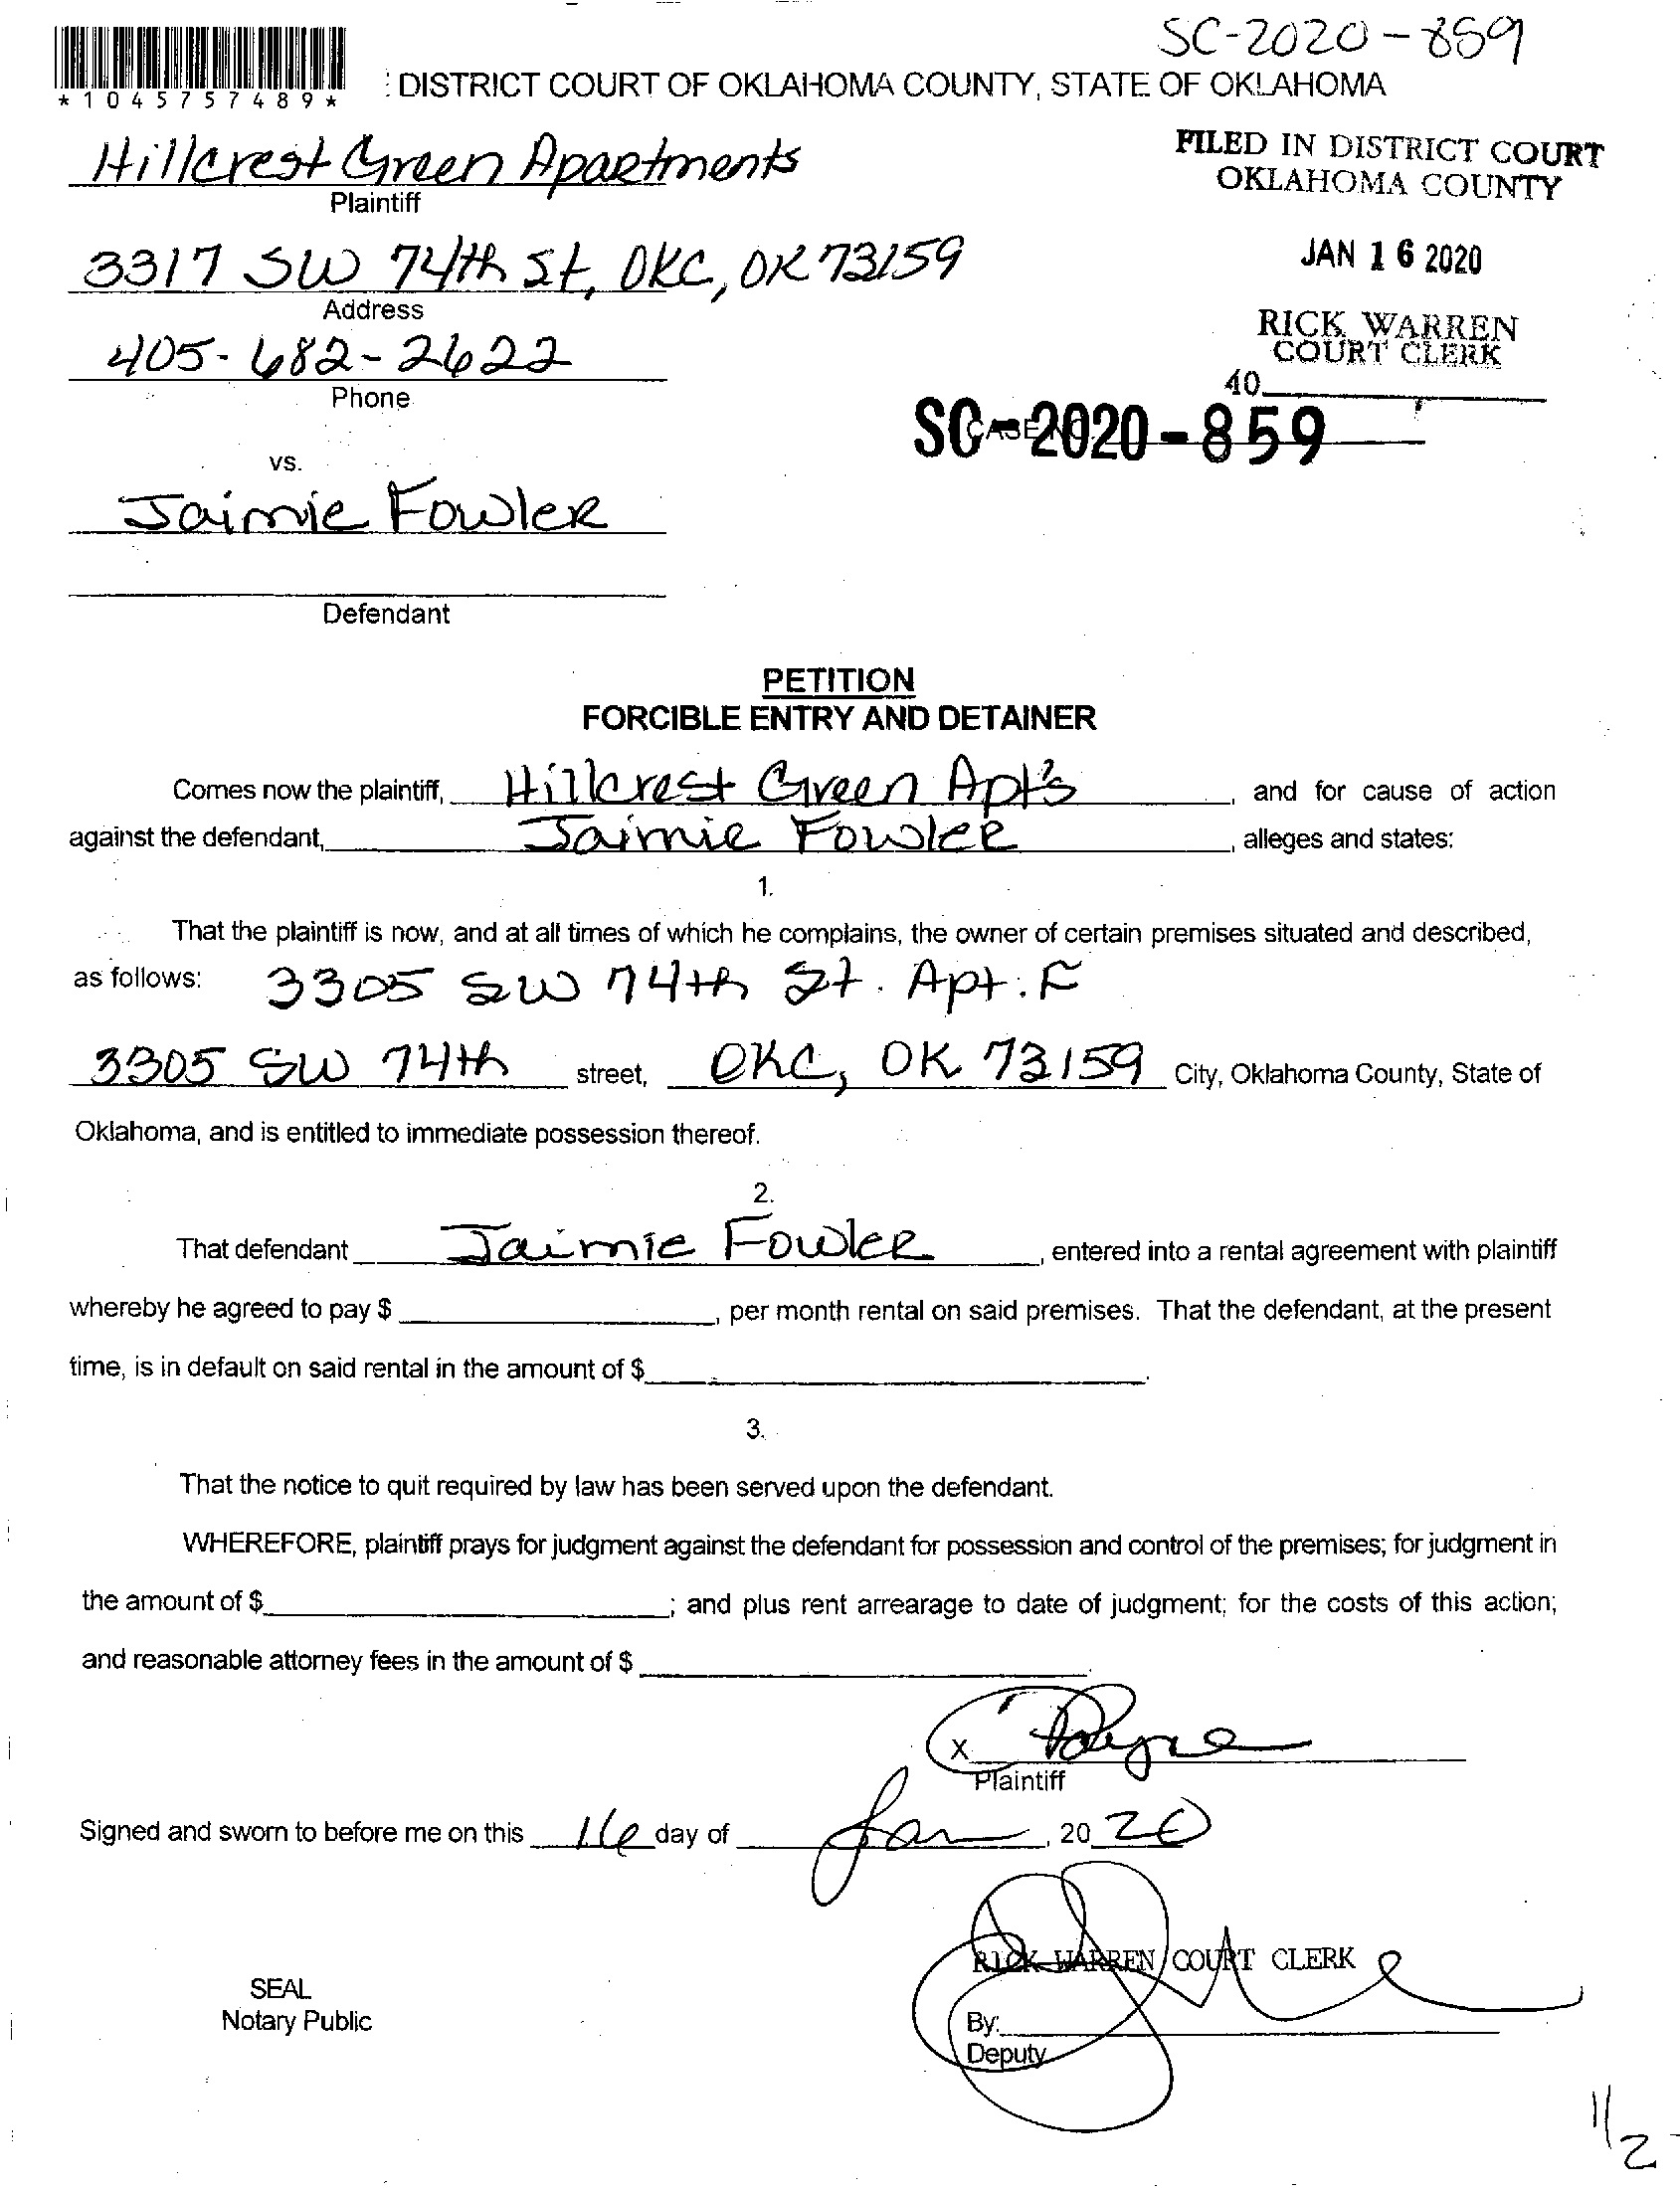 SC-2020-859
*1045757489*
DISTRICT COURT OF OKLAHOMA COUNTY, STATE OF OKLAHOMA
Hillcrest Green Apartments
Plaintiff
FILED IN DISTRICT COURT
OKLAHOMA COUNTY
3317 SW 74th St, OKC, OK 73159
Address
JAN 16 2020
405-682-2622
Phone
RICK WARREN
COURT CLERK
40
CASE NO.
SC-2020-859
vs.
Jaimie Fowler
Defendant
PETITION
FORCIBLE ENTRY AND DETAINER
Comes now the plaintiff, Hillcrest Green Apt's, and for cause of action
against the defendant, Jaimie Fowler, alleges and states:
1.
That the plaintiff is now, and at all times of which he complains, the owner of certain premises situated and described,
as follows: 3305 SW 74th St. Apt. F
3305 SW 74th street, OKC, OK 73159 City, Oklahoma County, State of
Oklahoma, and is entitled to immediate possession thereof.
2.
That defendant Jaimie Fowler, entered into a rental agreement with plaintiff
whereby he agreed to pay $ , per month rental on said premises. That the defendant, at the present
time, is in default on said rental in the amount of $ .
3.
That the notice to quit required by law has been served upon the defendant.
WHEREFORE, plaintiff prays for judgment against the defendant for possession and control of the premises; for judgment in
the amount of $ ; and plus rent arrearage to date of judgment; for the costs of this action;
and reasonable attorney fees in the amount of $ .
X
Plaintiff
Signed and sworn to before me on this 16 day of Jan, 2020
RICK WARREN COURT CLERK
SEAL
Notary Public
By:
Deputy
1/2